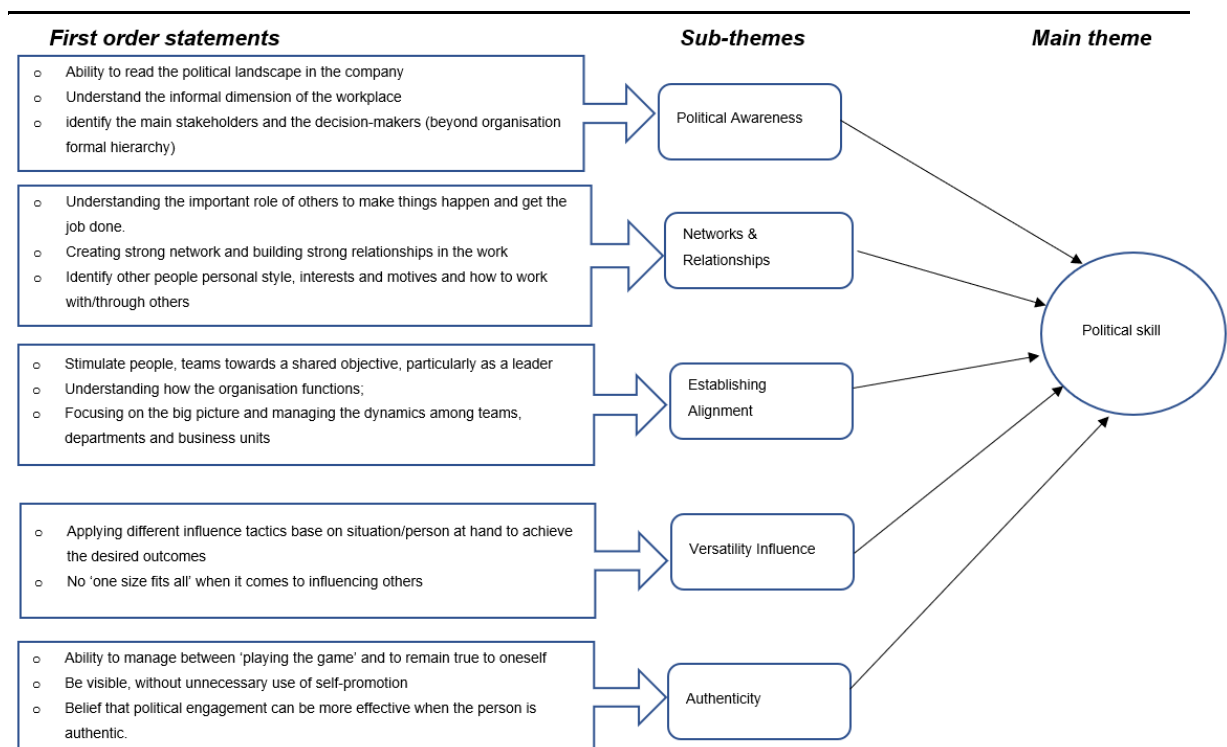 First order statements
Sub-themes
Main theme
o Ability to read the political landscape in the company
o Understand the informal dimension of the workplace
o identify the main stakeholders and the decision-makers (beyond organisation
formal hierarchy)
Political Awareness
o Understanding the important role of others to make things happen and get the
job done.
o Creating strong network and building strong relationships in the work
o Identify other people personal style, interests and motives and how to work
with/through others
Networks &
Relationships
o Stimulate people, teams towards a shared objective, particularly as a leader
o Understanding how the organisation functions;
o Focusing on the big picture and managing the dynamics among teams,
departments and business units
Establishing
Alignment
o Applying different influence tactics base on situation/person at hand to achieve
the desired outcomes
o No ‘one size fits all’ when it comes to influencing others
Versatility Influence
o Ability to manage between ‘playing the game’ and to remain true to oneself
o Be visible, without unnecessary use of self-promotion
o Belief that political engagement can be more effective when the person is
authentic.
Authenticity
Political skill